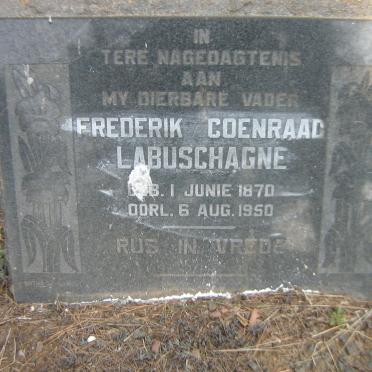 IN
TERE NAGEDAGTENIS
AAN
MY DIERBARE VADER
FREDERIK COENRAAD
LABUSCHAGNE
GEB. 1 JUNIE 1870
OORL. 6 AUG. 1950
RUS IN VREDE